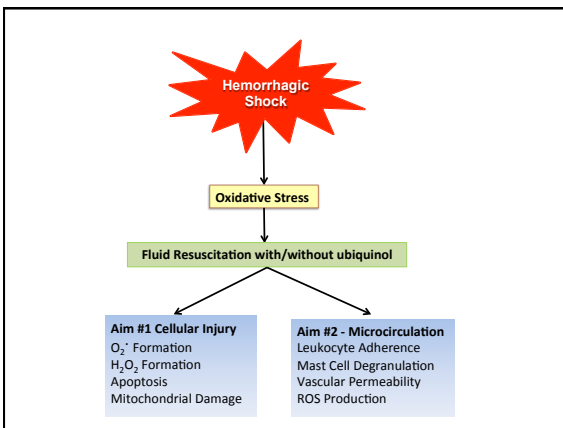 Hemorrhagic
Shock
Oxidative Stress
Fluid Resuscitation with/without ubiquinol
Aim #1 Cellular Injury
O₂˙ Formation
H₂O₂ Formation
Apoptosis
Mitochondrial Damage
Aim #2 - Microcirculation
Leukocyte Adherence
Mast Cell Degranulation
Vascular Permeability
ROS Production